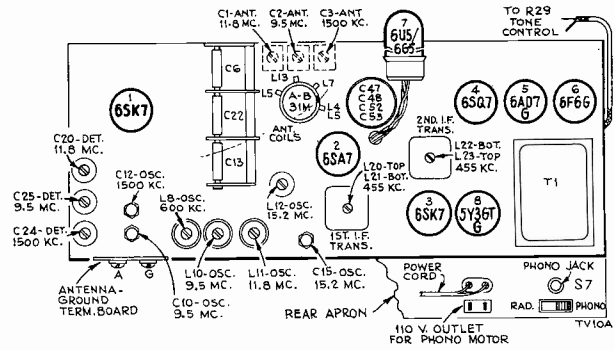 C1-ANT.
11.8 MC.
C2-ANT.
9.5 MC.
C3-ANT.
1500 KC.
TO R29
TONE
CONTROL
7
6U5/
6G5
1
6SK7
C6
C22
C13
L13
L7
L5
L4
L5
A-B
31M
ANT.
COILS
C47
C48
C52
C53
4
6SQ7
5
6AD7
G
6
6F6G
2
6SA7
2ND. I.F.
TRANS.
L22-BOT.
L23-TOP
455 KC.
T1
C20-DET.
11.8 MC.
C25-DET.
9.5 MC.
C24-DET.
1500 KC.
C12-OSC.
1500 KC.
L8-OSC.
600 KC.
L12-OSC.
15.2 MC.
L20-TOP
L21-BOT.
455 KC.
1ST. I.F.
TRANS.
3
6SK7
8
5Y3GT
G
A
G
ANTENNA-
GROUND
TERM. BOARD
C10-OSC.
9.5 MC.
L10-OSC.
9.5 MC.
L11-OSC.
11.8 MC.
C15-OSC.
15.2 MC.
REAR APRON
POWER
CORD
110 V. OUTLET
FOR PHONO MOTOR
PHONO JACK
S7
RAD.
PHONO
TV10A